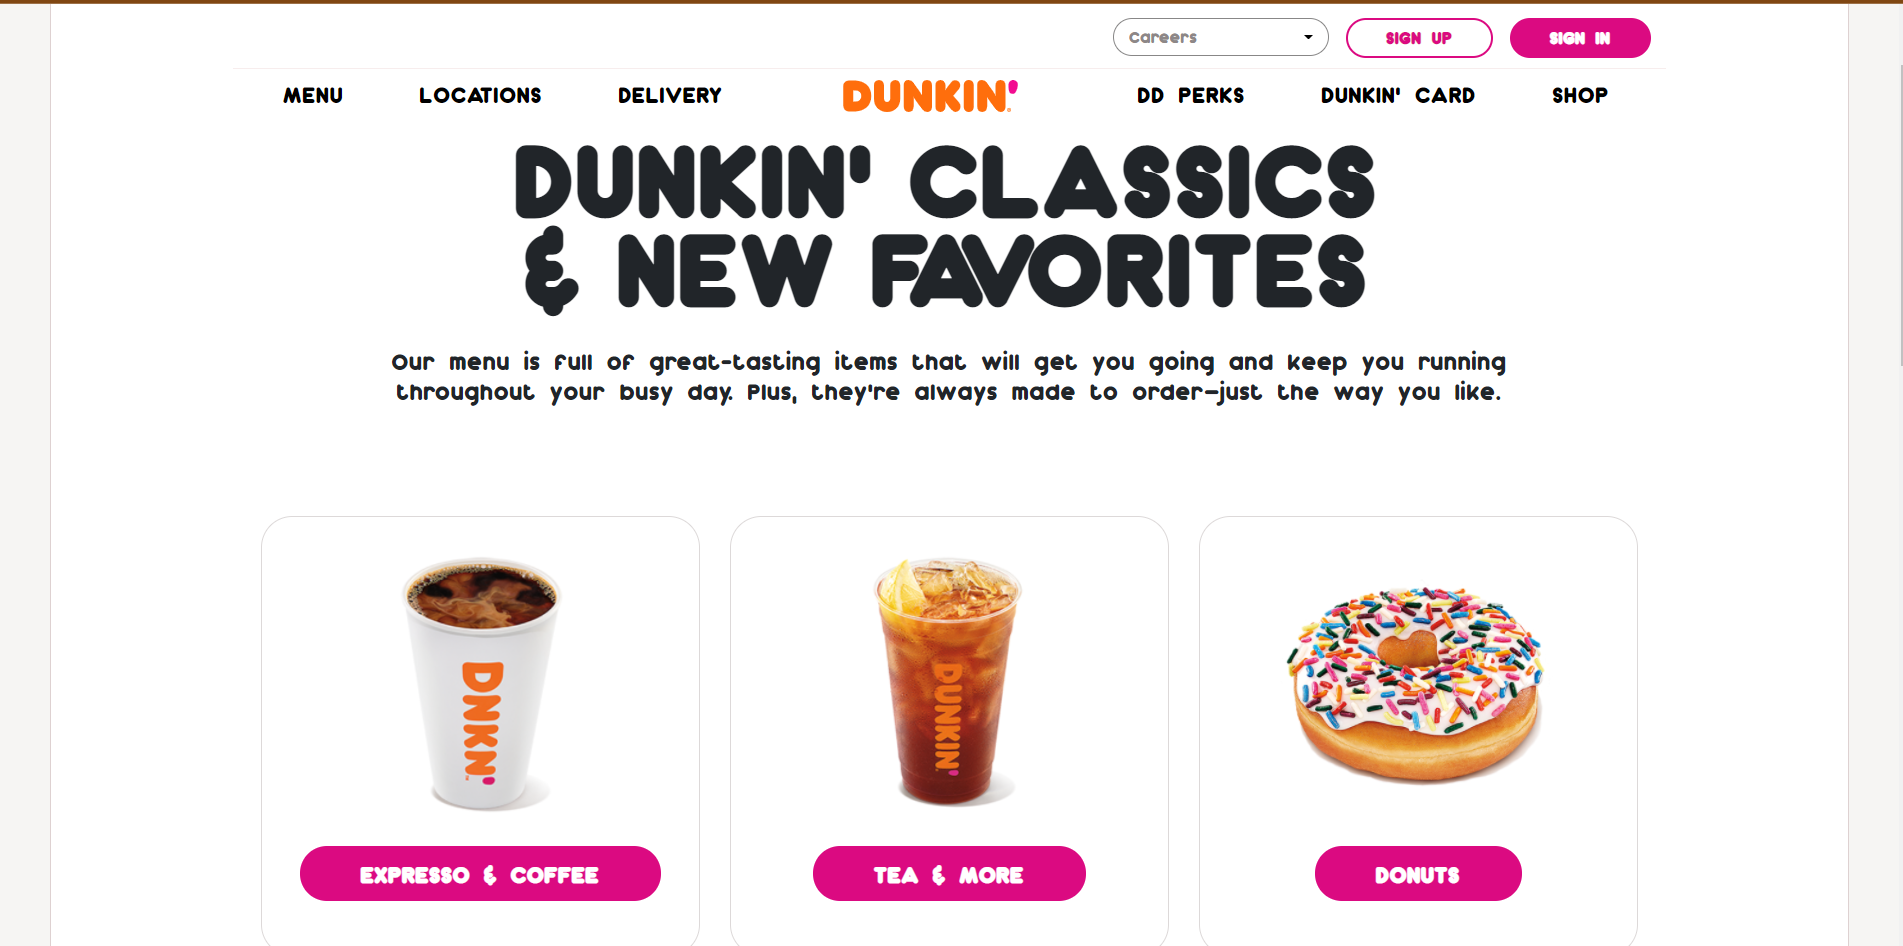 Careers
SIGN UP
SIGN IN
MENU
LOCATIONS
DELIVERY
DUNKIN'
DD PERKS
DUNKIN' CARD
SHOP
DUNKIN' CLASSICS
& NEW FAVORITES
Our menu is full of great-tasting items that will get you going and keep you running
throughout your busy day. Plus, they're always made to order—just the way you like.
DNKN'
DUNKIN'
EXPRESSO & COFFEE
TEA & MORE
DONUTS